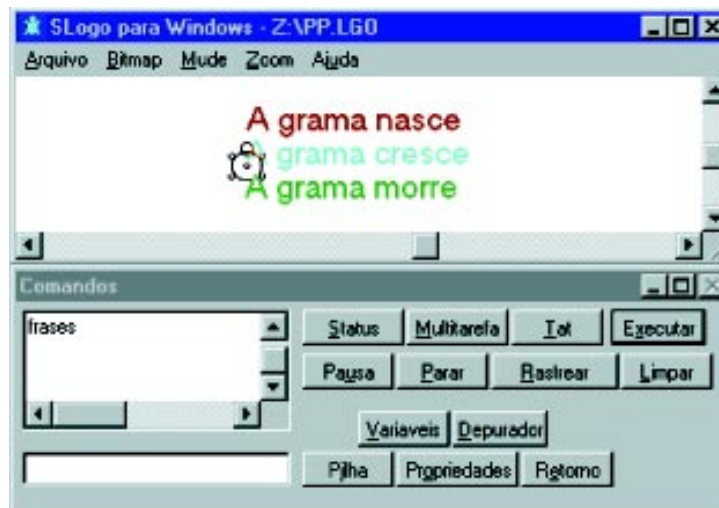 SLogo para Windows - Z:\PP.LGO
Arquivo Bitmap Mude Zoom Ajuda
A grama nasce
A grama cresce
A grama morre
Comandos
frases
Status Multitarefa Tat Executar
Pausa Parar Rastrear Limpar
Variaveis Depurador
Pilha Propriedades Retorno